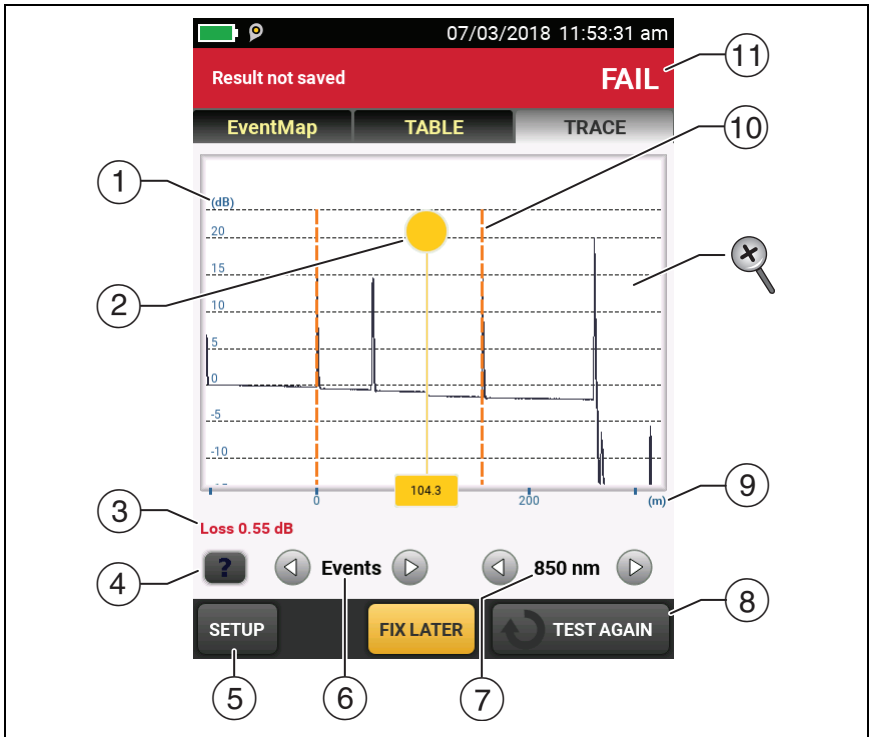 07/03/2018 11:53:31 am
Result not saved FAIL
11
EventMap TABLE TRACE
10
1
(dB)
20
2
15
10
5
0
-5
-10
104.3
0 200 (m)
9
3
Loss 0.55 dB
4
? Events 850 nm
8
SETUP FIX LATER TEST AGAIN
5 6 7